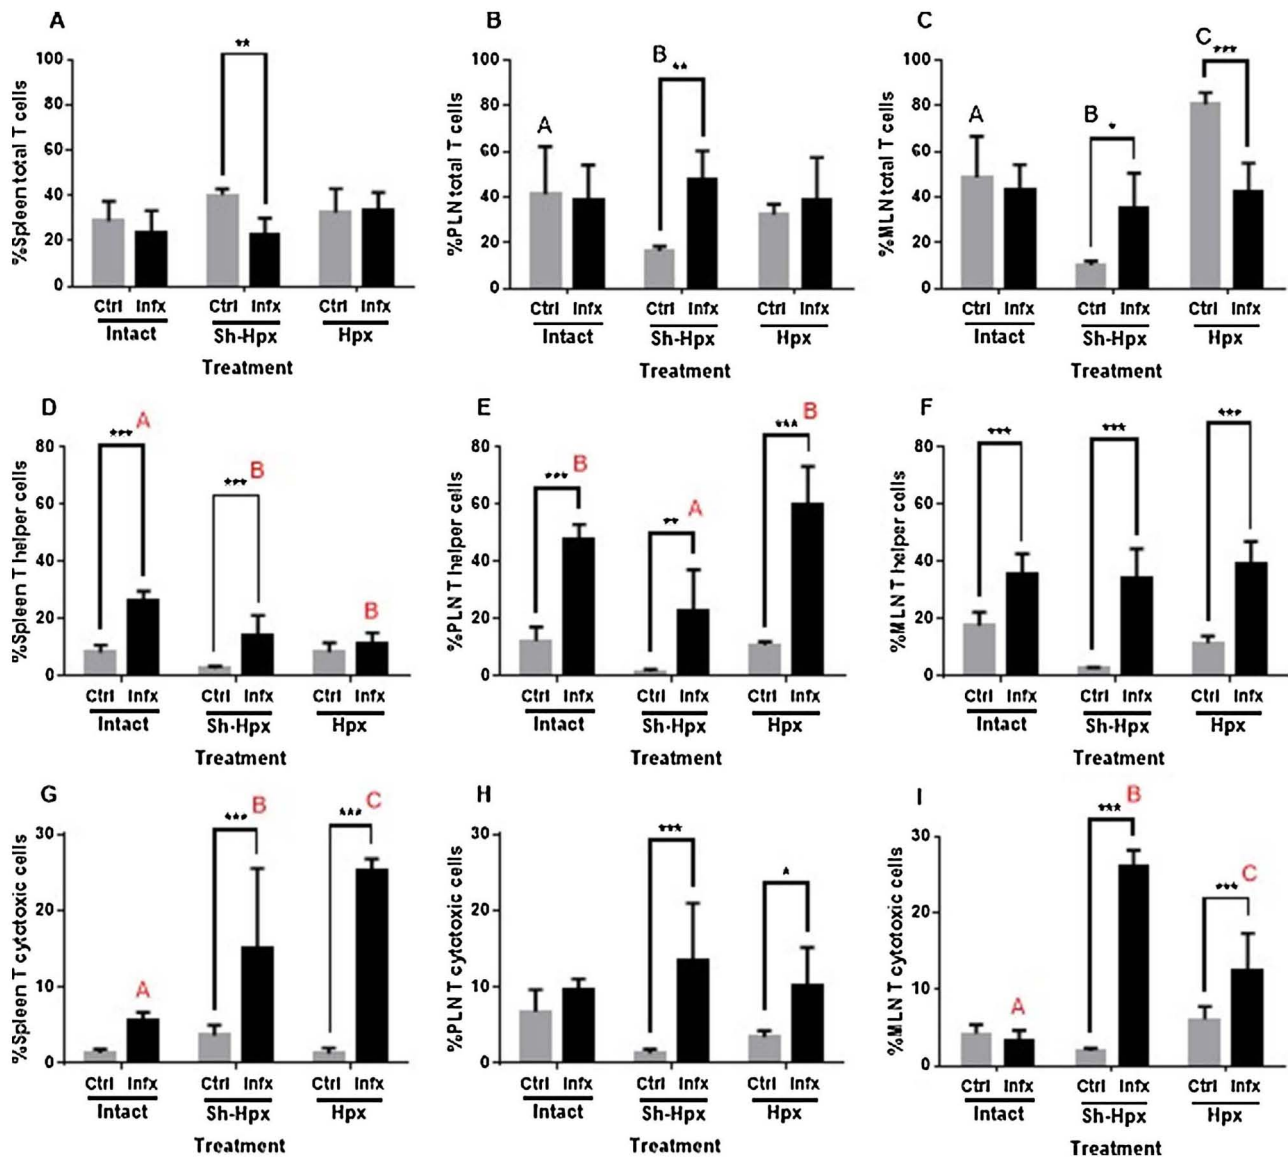 A
%Spleen total T cells
100
80
60
40
20
0
**
Ctrl Infx Ctrl Infx Ctrl Infx
Intact Sh-Hpx Hpx
Treatment
B
%PLN total T cells
100
80
60
40
20
0
A
B
**
Ctrl Infx Ctrl Infx Ctrl Infx
Intact Sh-Hpx Hpx
Treatment
C
%MLN total T cells
100
80
60
40
20
0
A
B
*
C
***
Ctrl Infx Ctrl Infx Ctrl Infx
Intact Sh-Hpx Hpx
Treatment
D
%Spleen T helper cells
80
60
40
20
0
*** A
*** B
B
Ctrl Infx Ctrl Infx Ctrl Infx
Intact Sh-Hpx Hpx
Treatment
E
%PLN T helper cells
80
60
40
20
0
*** B
** A
*** B
Ctrl Infx Ctrl Infx Ctrl Infx
Intact Sh-Hpx Hpx
Treatment
F
%MLN T helper cells
80
60
40
20
0
***
***
***
Ctrl Infx Ctrl Infx Ctrl Infx
Intact Sh-Hpx Hpx
Treatment
G
%Spleen T cytotoxic cells
30
20
10
0
A
*** B
*** C
Ctrl Infx Ctrl Infx Ctrl Infx
Intact Sh-Hpx Hpx
Treatment
H
%PLN T cytotoxic cells
30
20
10
0
***
*
Ctrl Infx Ctrl Infx Ctrl Infx
Intact Sh-Hpx Hpx
Treatment
I
%MLN T cytotoxic cells
30
20
10
0
A
*** B
*** C
Ctrl Infx Ctrl Infx Ctrl Infx
Intact Sh-Hpx Hpx
Treatment